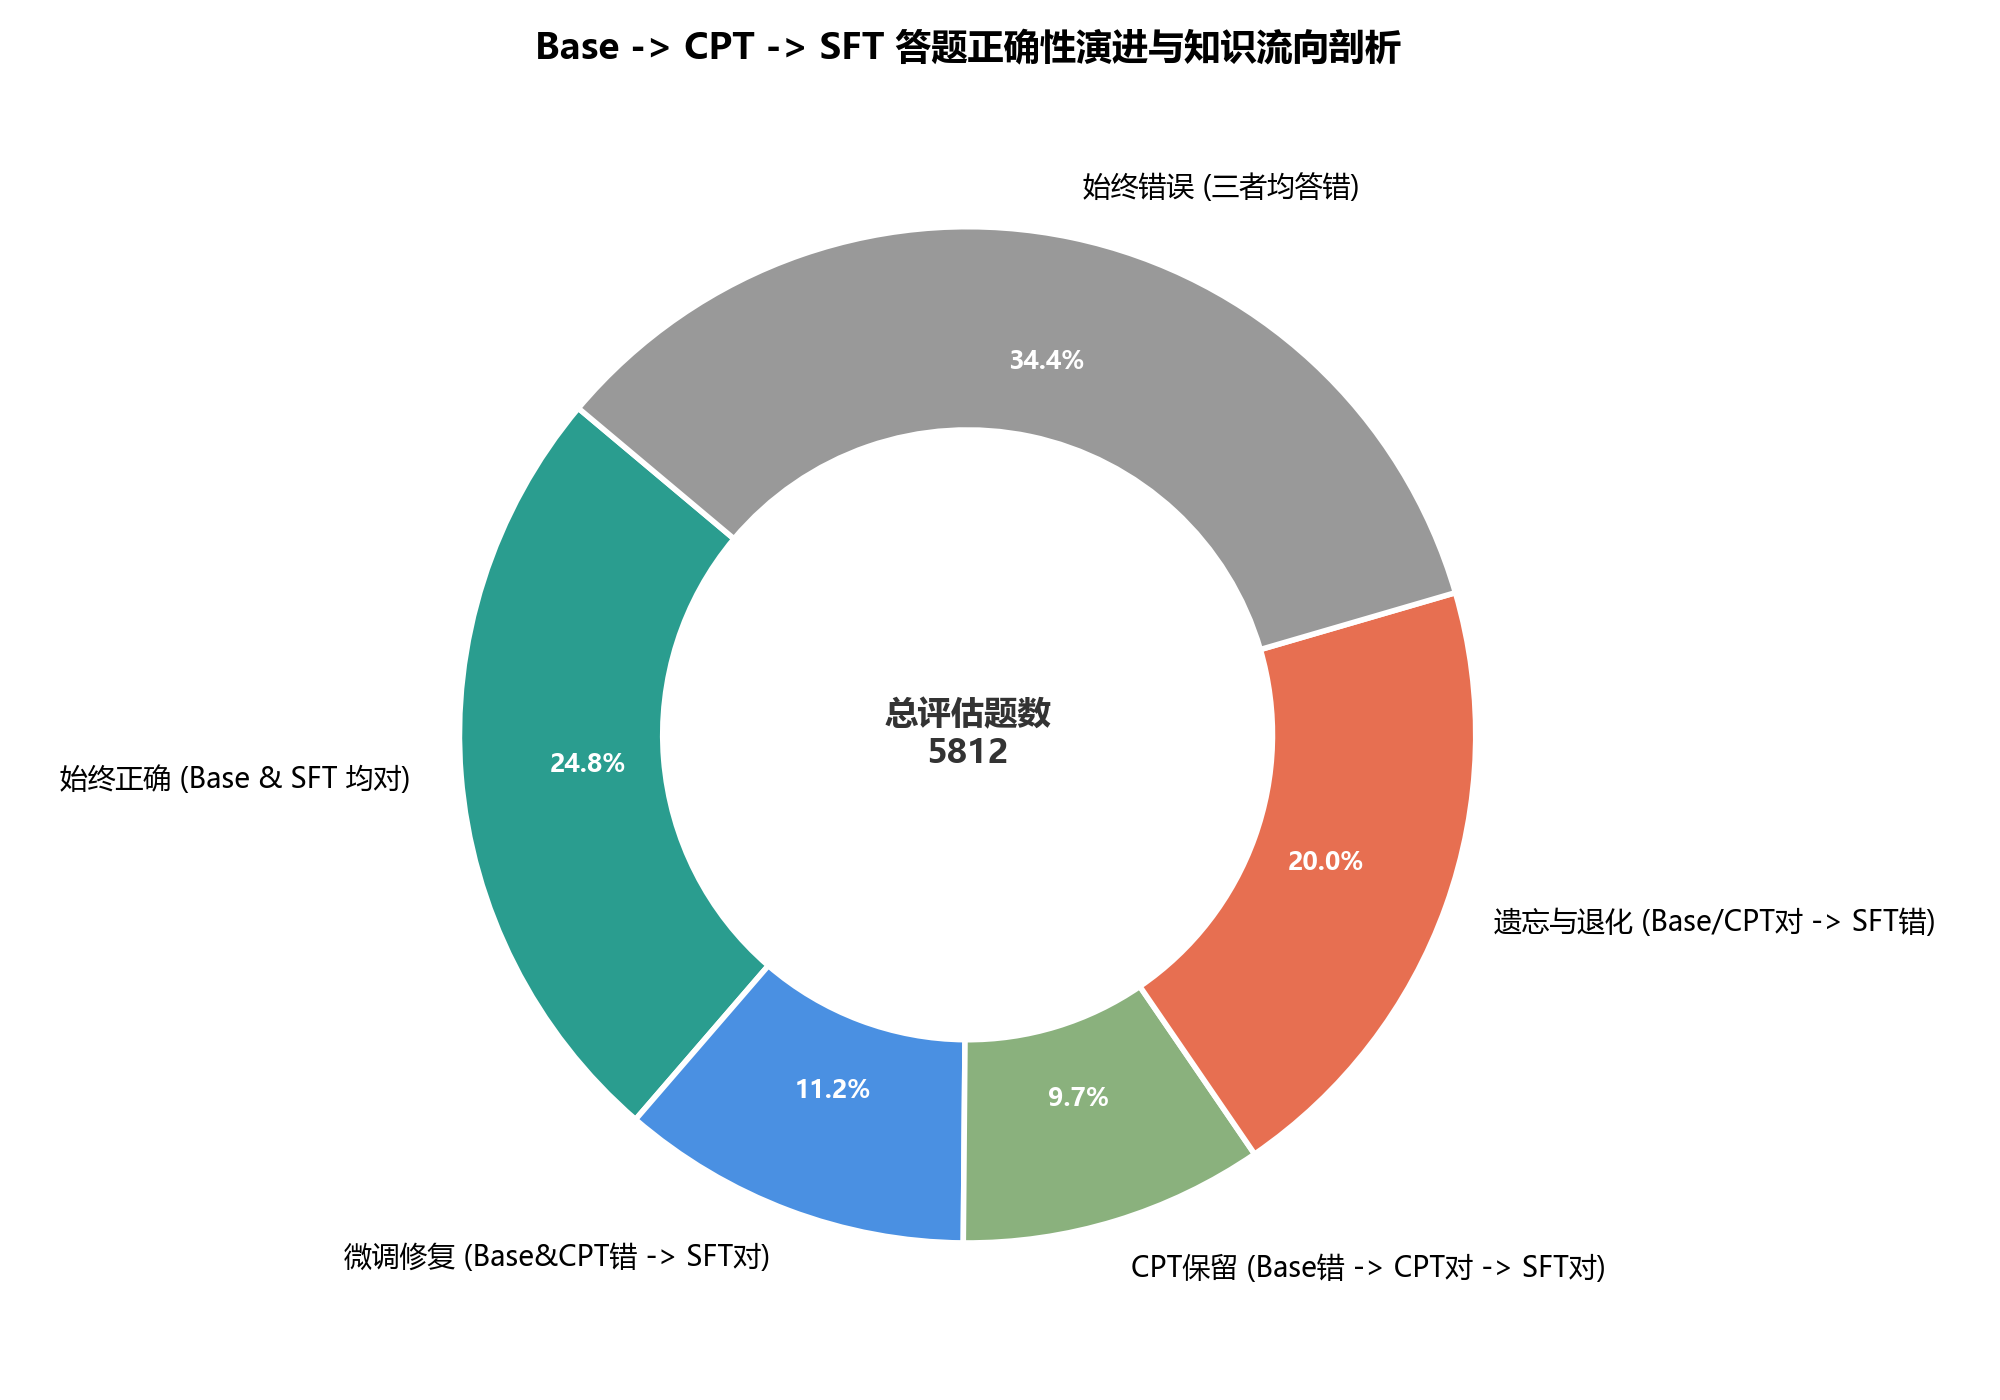 Base -> CPT -> SFT 答题正确性演进与知识流向剖析
始终错误 (三者均答错)
34.4%
总评估题数
5812
24.8%
始终正确 (Base & SFT 均对)
20.0%
遗忘与退化 (Base/CPT对 -> SFT错)
11.2%
9.7%
微调修复 (Base&CPT错 -> SFT对)
CPT保留 (Base错 -> CPT对 -> SFT对)